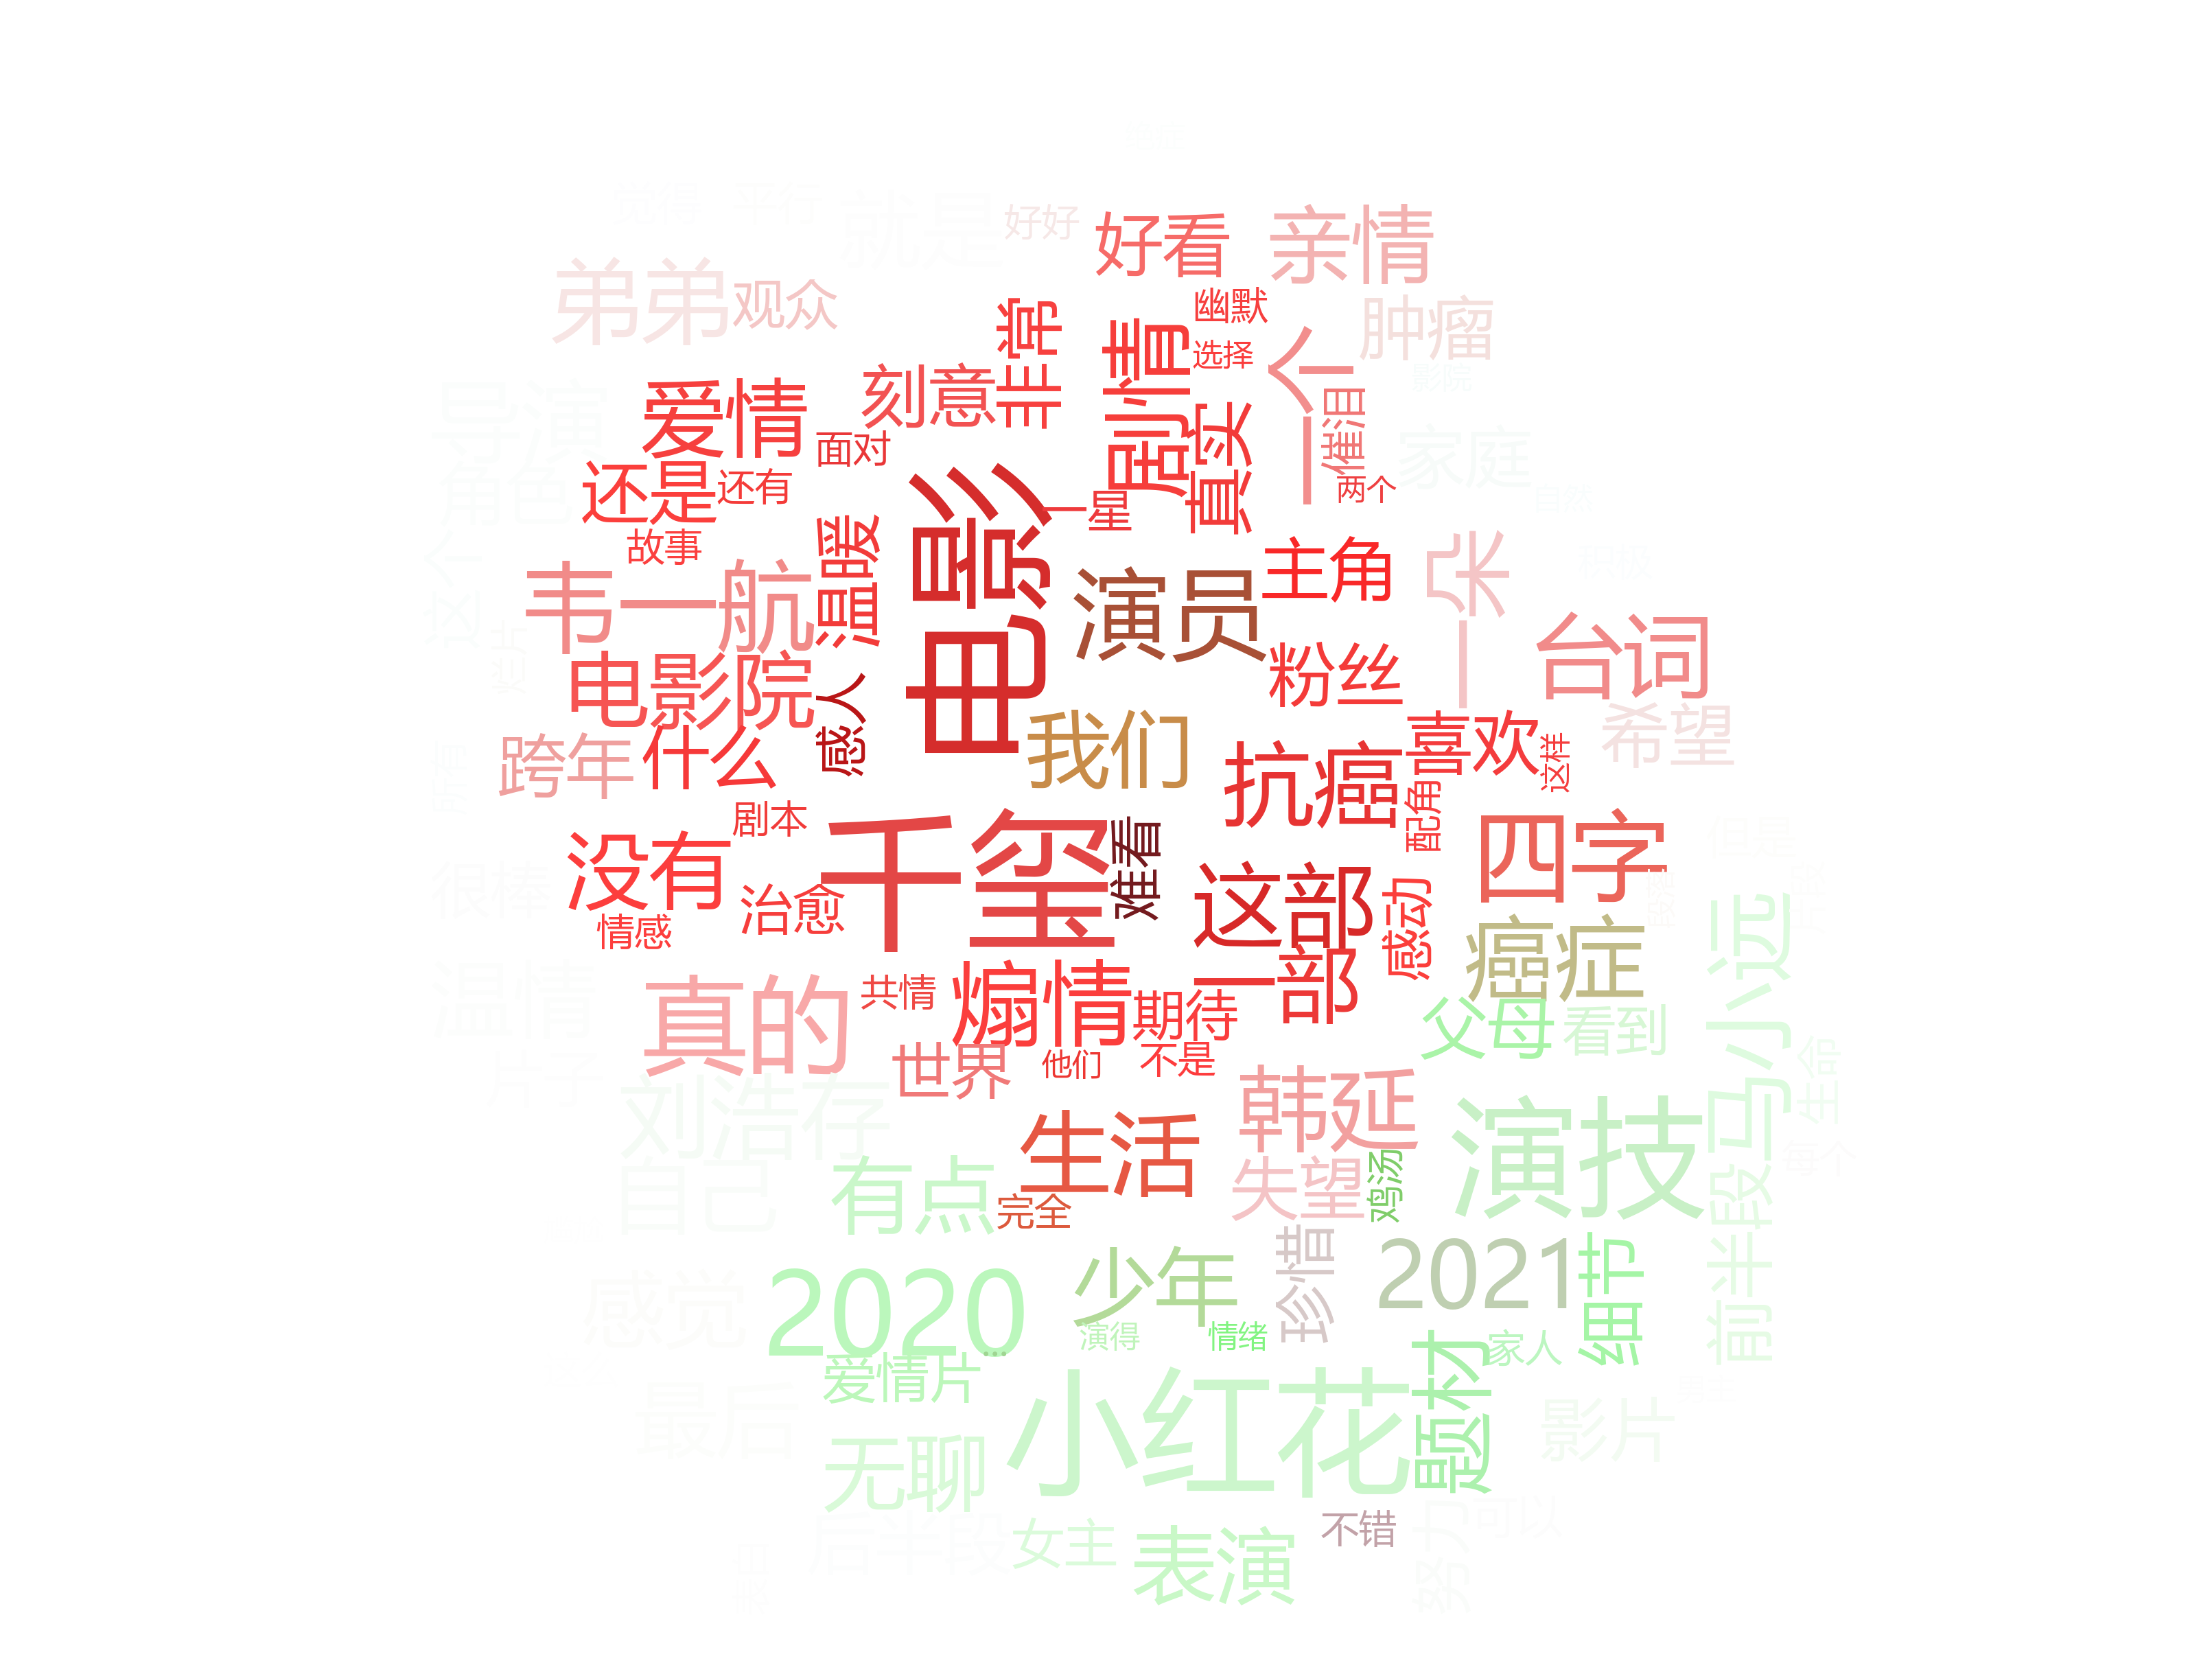 觉得
平行
就是
好好
好看
亲情
弟弟
观众
非常
幽默
肿瘤
剧情
选择
一个
影院
导演
爱情
刻意
真实
催泪
家庭
角色
面对
还是
还有
两个
一星
电影
温暖
故事
这个
韦一航
演员
主角
一朵
台词
烂片
电影院
感人
粉丝
希望
跨年
什么
我们
抗癌
喜欢
这样
所有
剧本
千玺
难看
配角
四字
很棒
没有
治愈
这部
感动
癌症
马小远
情感
真的
共情
煽情
期待
一部
父母
看到
温情
片子
世界
他们
不是
生命
刘浩存
生活
韩延
演技
每个
自己
有点
完全
失望
鸡汤
前半段
感觉
2020
少年
珍惜
2021
细节
演得
情绪
家人
爱情片
...
小红花
题材
最后
无聊
影片
后半段
女主
表演
不错
努力
可以